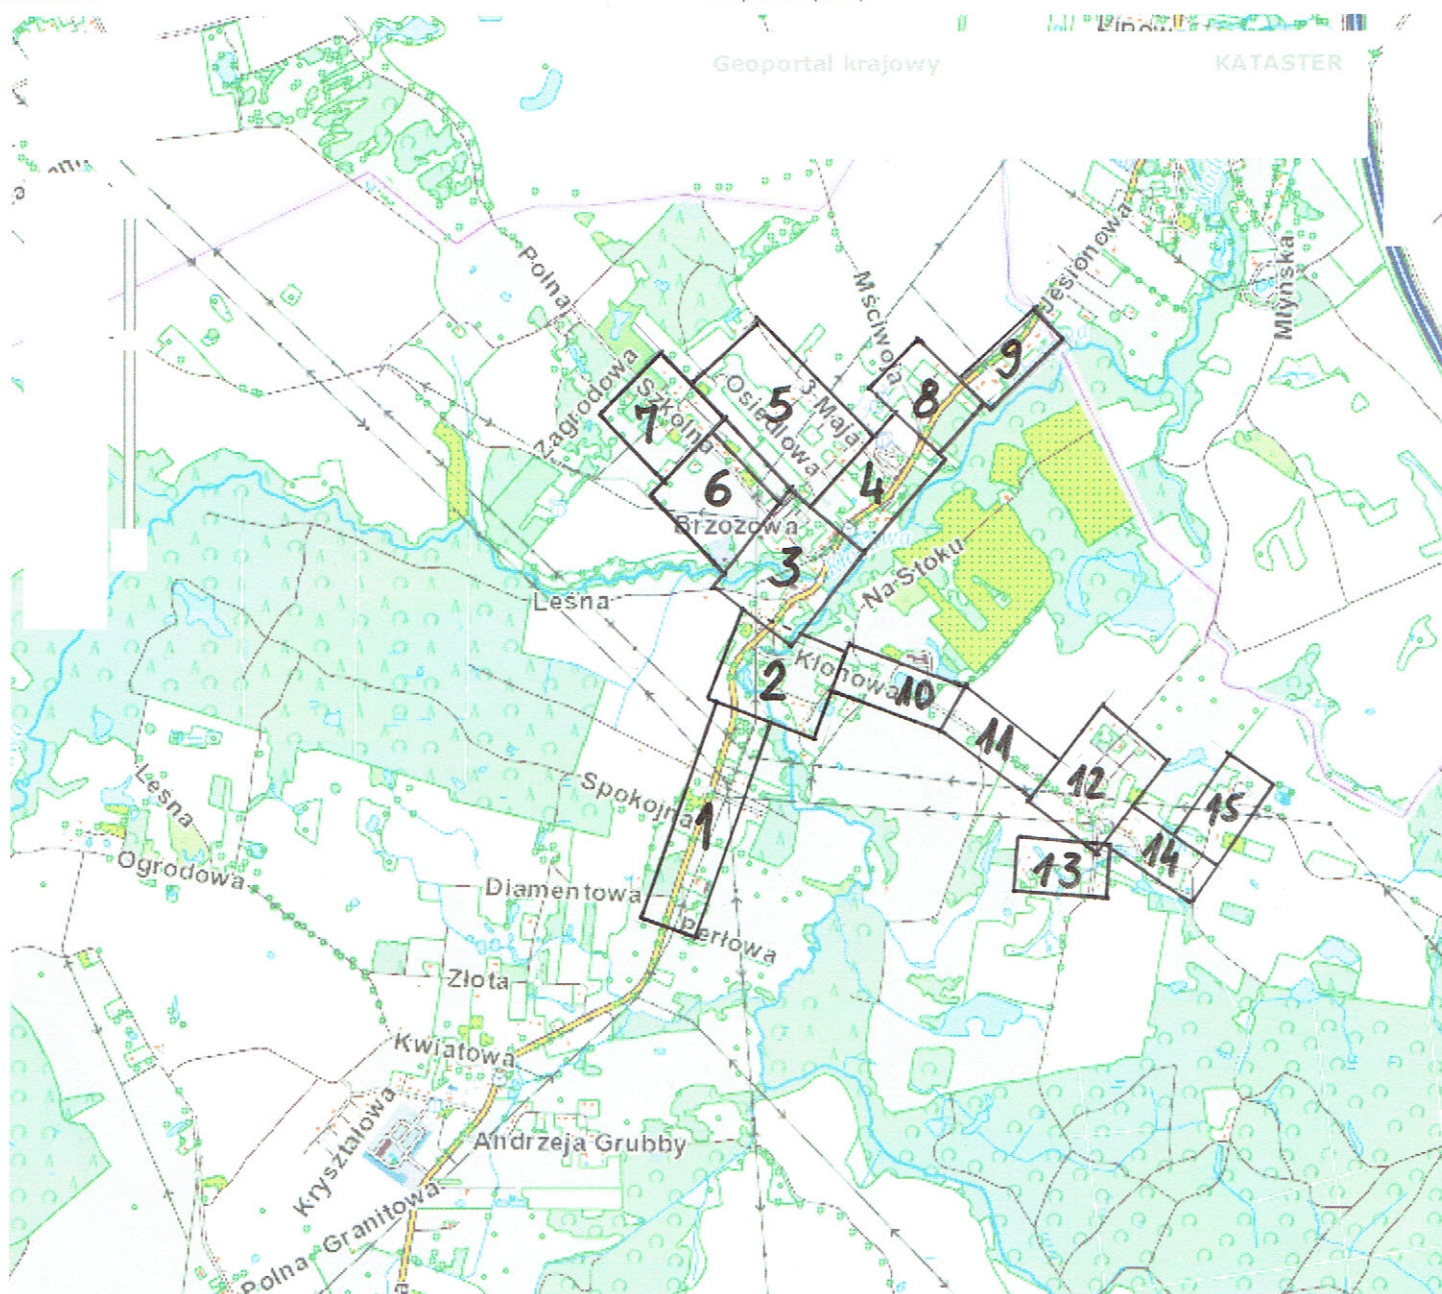 Geoportal krajowy
KATASTER
Polna
Mściwoja
Jesionowa
Młyńska
Zagrodowa
Szkolna
Osiedlowa
3 Maja
5
8
9
7
6
4
Brzozowa
3
Na Stoku
Leśna
Klonowa
2
10
11
12
15
14
13
Spokojna
1
Leśna
Ogrodowa
Diamentowa
Perłowa
Złota
Kwiatowa
Kryształowa
Andrzeja Grubby
Polna
Granitowa